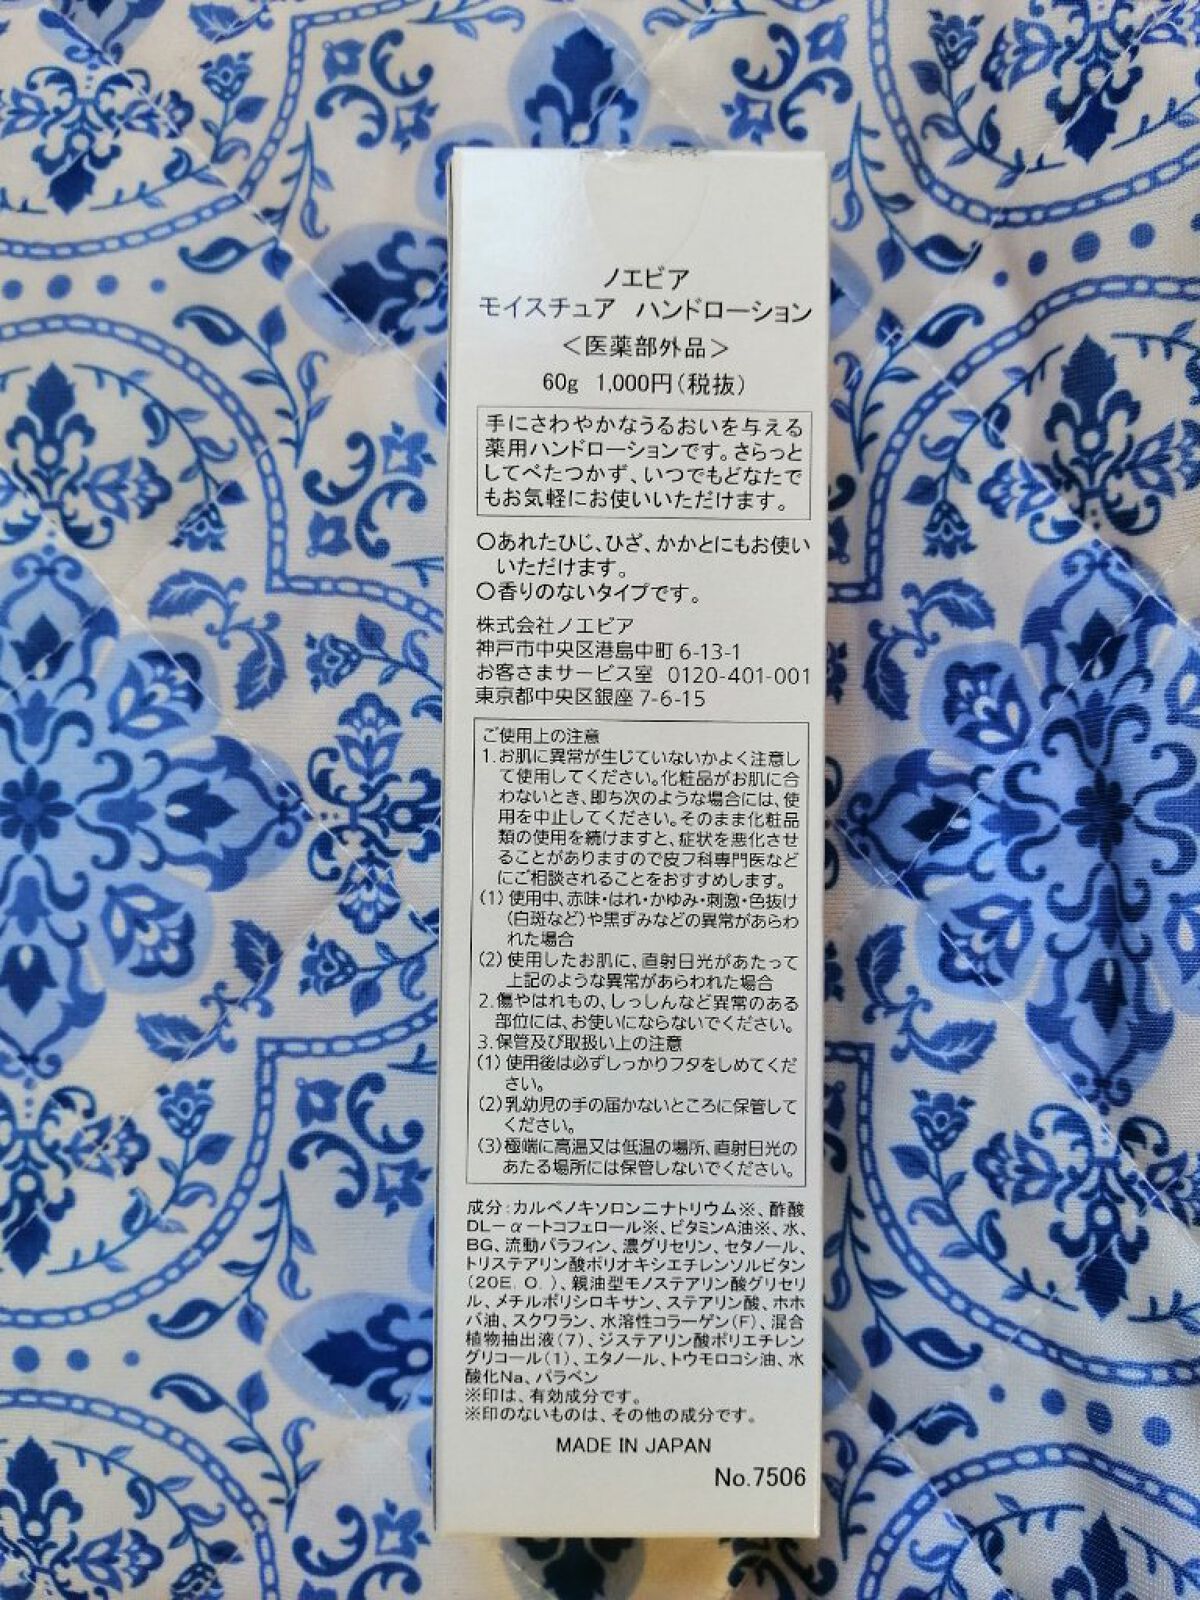 ノエビア
モイスチュア ハンドローション
＜医薬部外品＞
60g 1,000円(税抜)
手にさわやかなうるおいを与える
薬用ハンドローションです。さらっと
してべたつかず、いつでもどなたで
もお気軽にお使いいただけます。
○あれたひじ、ひざ、かかとにもお使い
いただけます。
○香りのないタイプです。
株式会社ノエビア
神戸市中央区港島中町 6-13-1
お客さまサービス室 0120-401-001
東京都中央区銀座 7-6-15
ご使用上の注意
1.お肌に異常が生じていないかよく注意し
て使用してください。化粧品がお肌に合
わないとき、即ち次のような場合には、使
用を中止してください。そのまま化粧品
類の使用を続けますと、症状を悪化させ
ることがありますので皮フ科専門医など
にご相談されることをおすすめします。
(1)使用中、赤味・はれ・かゆみ・刺激・色抜け
(白斑など)や黒ずみなどの異常があらわ
れた場合
(2)使用したお肌に、直射日光があたって
上記のような異常があらわれた場合
2.傷やはれもの、しっしんなど異常のある
部位には、お使いにならないでください。
3.保管及び取扱い上の注意
(1)使用後は必ずしっかりフタをしめてくだ
さい。
(2)乳幼児の手の届かないところに保管して
ください。
(3)極端に高温又は低温の場所、直射日光の
あたる場所には保管しないでください。
成分:カルベノキソロン二ナトリウム※、酢酸
DL-α-トコフェロール※、ビタミンA油※、水、
BG、流動パラフィン、濃グリセリン、セタノール、
トリステアリン酸ポリオキシエチレンソルビタン
(20E. O. )、親油型モノステアリン酸グリセリ
ル、メチルポリシロキサン、ステアリン酸、ホホ
バ油、スクワラン、水溶性コラーゲン(F)、混合
植物抽出液(7)、ジステアリン酸ポリエチレン
グリコール(1)、エタノール、トウモロコシ油、水
酸化Na、パラベン
※印は、有効成分です。
※印のないものは、その他の成分です。
MADE IN JAPAN
No.7506